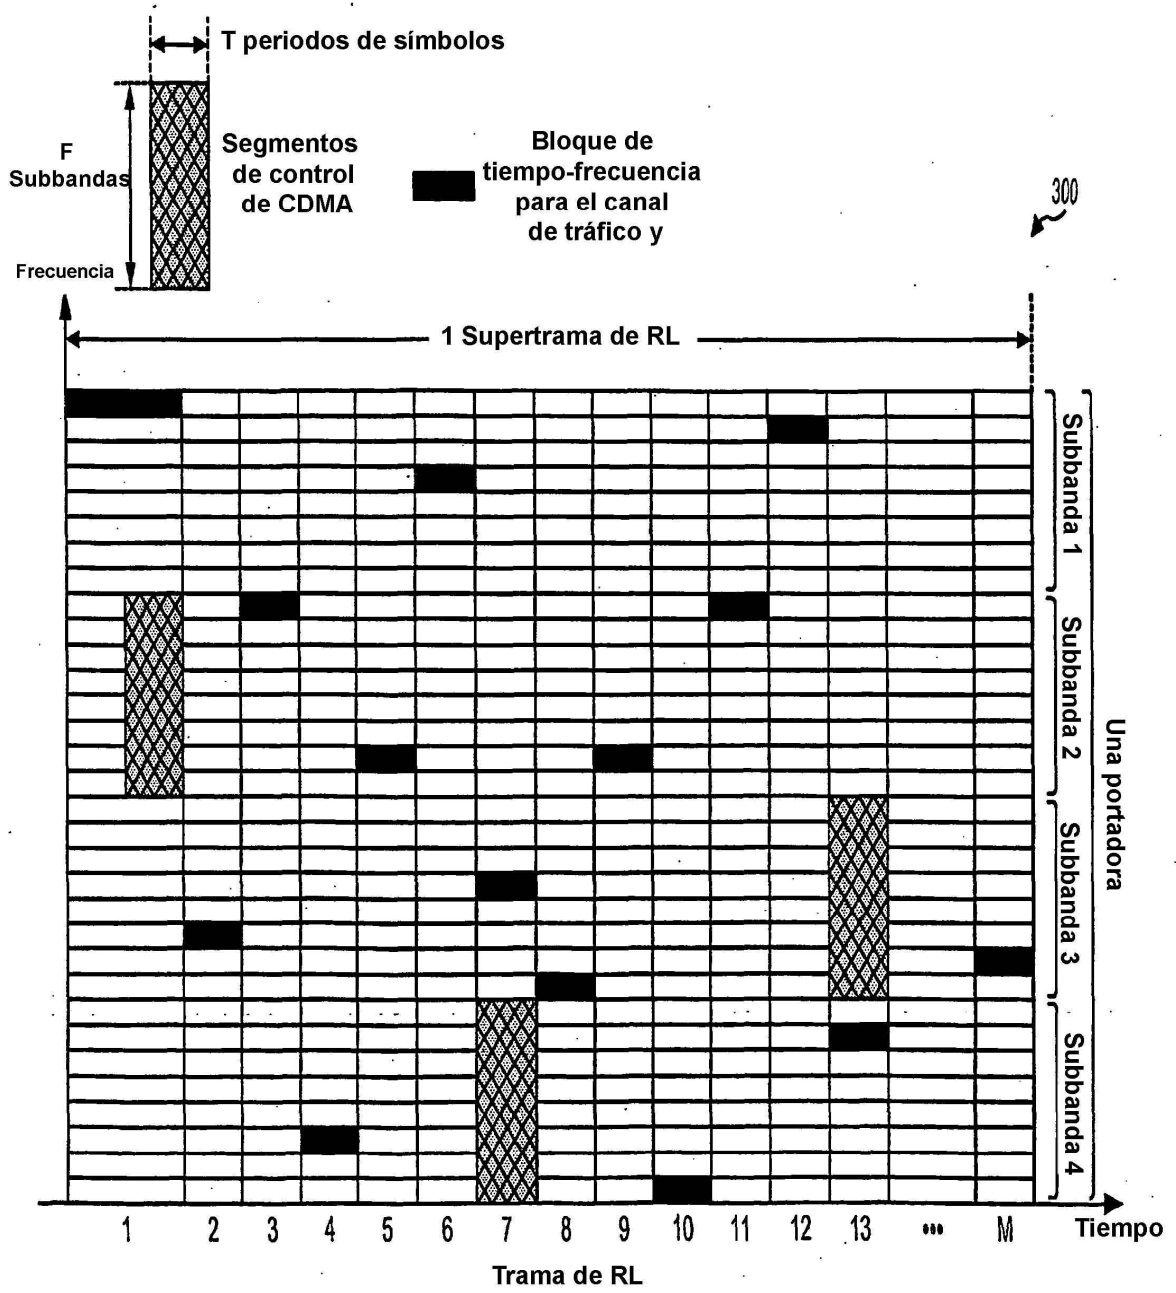 T periodos de símbolos
F
Subbandas
Segmentos
de control
de CDMA
Bloque de
tiempo-frecuencia
para el canal
de tráfico y
300
Frecuencia
1 Supertrama de RL
Subbanda 1
Subbanda 2
Subbanda 3
Subbanda 4
Una portadora
1 2 3 4 5 6 7 8 9 10 11 12 13 ... M
Tiempo
Trama de RL